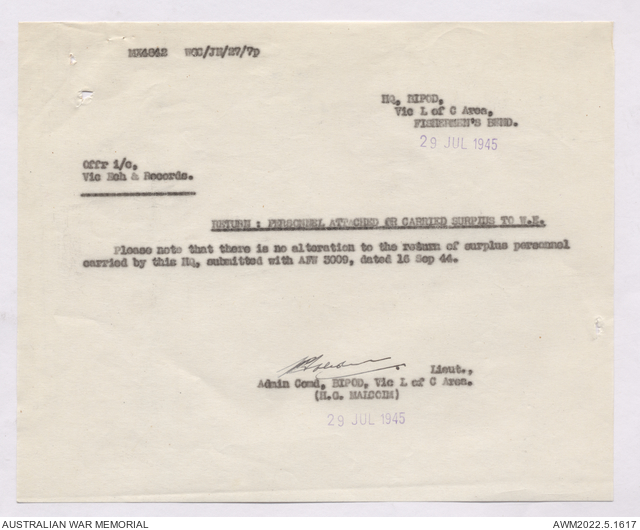 MX4842 WGC/JH/27/7p
HQ, BIPOD,
Vic L of C Area,
FISHERMEN'S BEND.
29 JUL 1945
Offr i/c,
Vic Ech & Records.
RETURN : PERSONNEL ATTACHED OR CARRIED SURPLUS TO W.E.
Please note that there is no alteration to the return of surplus personnel
carried by this HQ, submitted with AFW 3009, dated 16 Sep 44.
Lieut.,
Admin Comd, BIPOD, Vic L of C Area.
(H.G. MALCOLM)
29 JUL 1945
AUSTRALIAN WAR MEMORIAL
AWM2022.5.1617